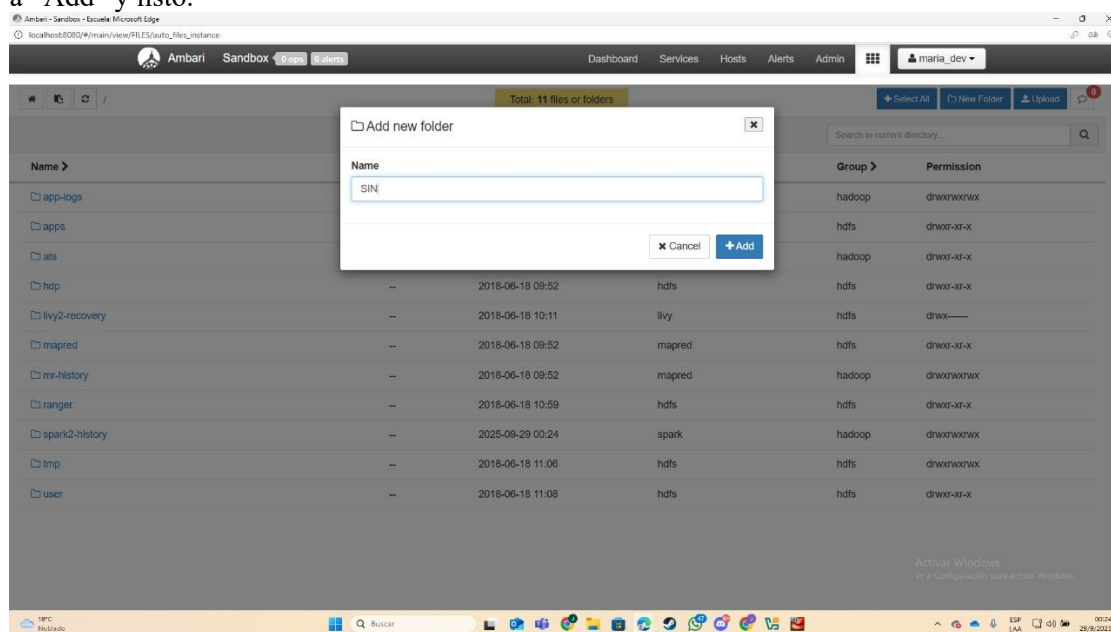 a "Add" y listo.
Ambari - Sandbox - Escuela: Microsoft Edge
localhost:8080/#/main/view/FILES/auto_files_instance
Ambari Sandbox 0 ops 0 alerts Dashboard Services Hosts Alerts Admin maria_dev
/ Total: 11 files or folders Select All New Folder Upload 0
Add new folder
Search in current directory...
Name > Name Group > Permission
SIN
app-logs hadoop drwxrwxrwx
apps hdfs drwxr-xr-x
Cancel Add
ats hadoop drwxr-xr-x
hdp -- 2018-06-18 09:52 hdfs hdfs drwxr-xr-x
livy2-recovery -- 2018-06-18 10:11 livy hdfs drwx------
mapred -- 2018-06-18 09:52 mapred hdfs drwxr-xr-x
mr-history -- 2018-06-18 09:52 mapred hadoop drwxrwxrwx
ranger -- 2018-06-18 10:59 hdfs hdfs drwxr-xr-x
spark2-history -- 2025-09-29 00:24 spark hadoop drwxrwxrwx
tmp -- 2018-06-18 11:06 hdfs hdfs drwxrwxrwx
user -- 2018-06-18 11:08 hdfs hdfs drwxr-xr-x
Activar Windows
Ve a Configuración para activar Windows.
18°C
Nublado
Buscar
ESP
LAA
00:24
29/9/2025